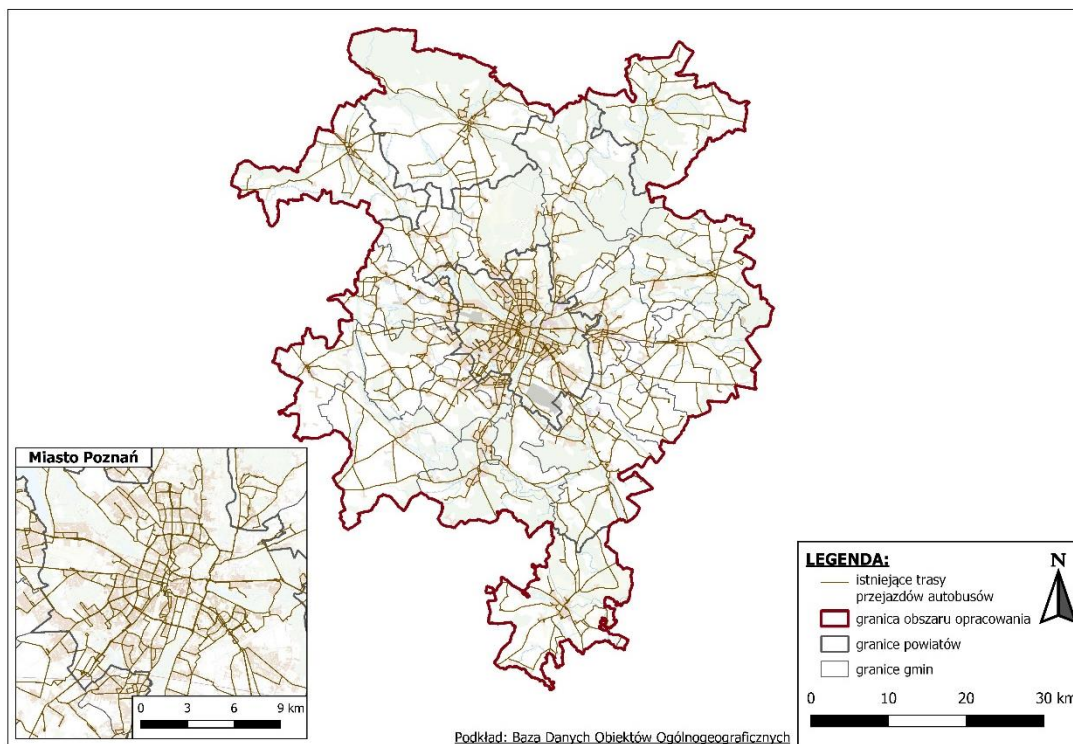 Miasto Poznań
0 3 6 9 km
LEGENDA:
istniejące trasy
przejazdów autobusów
granica obszaru opracowania
granice powiatów
granice gmin
N
0 10 20 30 km
Podkład: Baza Danych Obiektów Ogólnogeograficznych